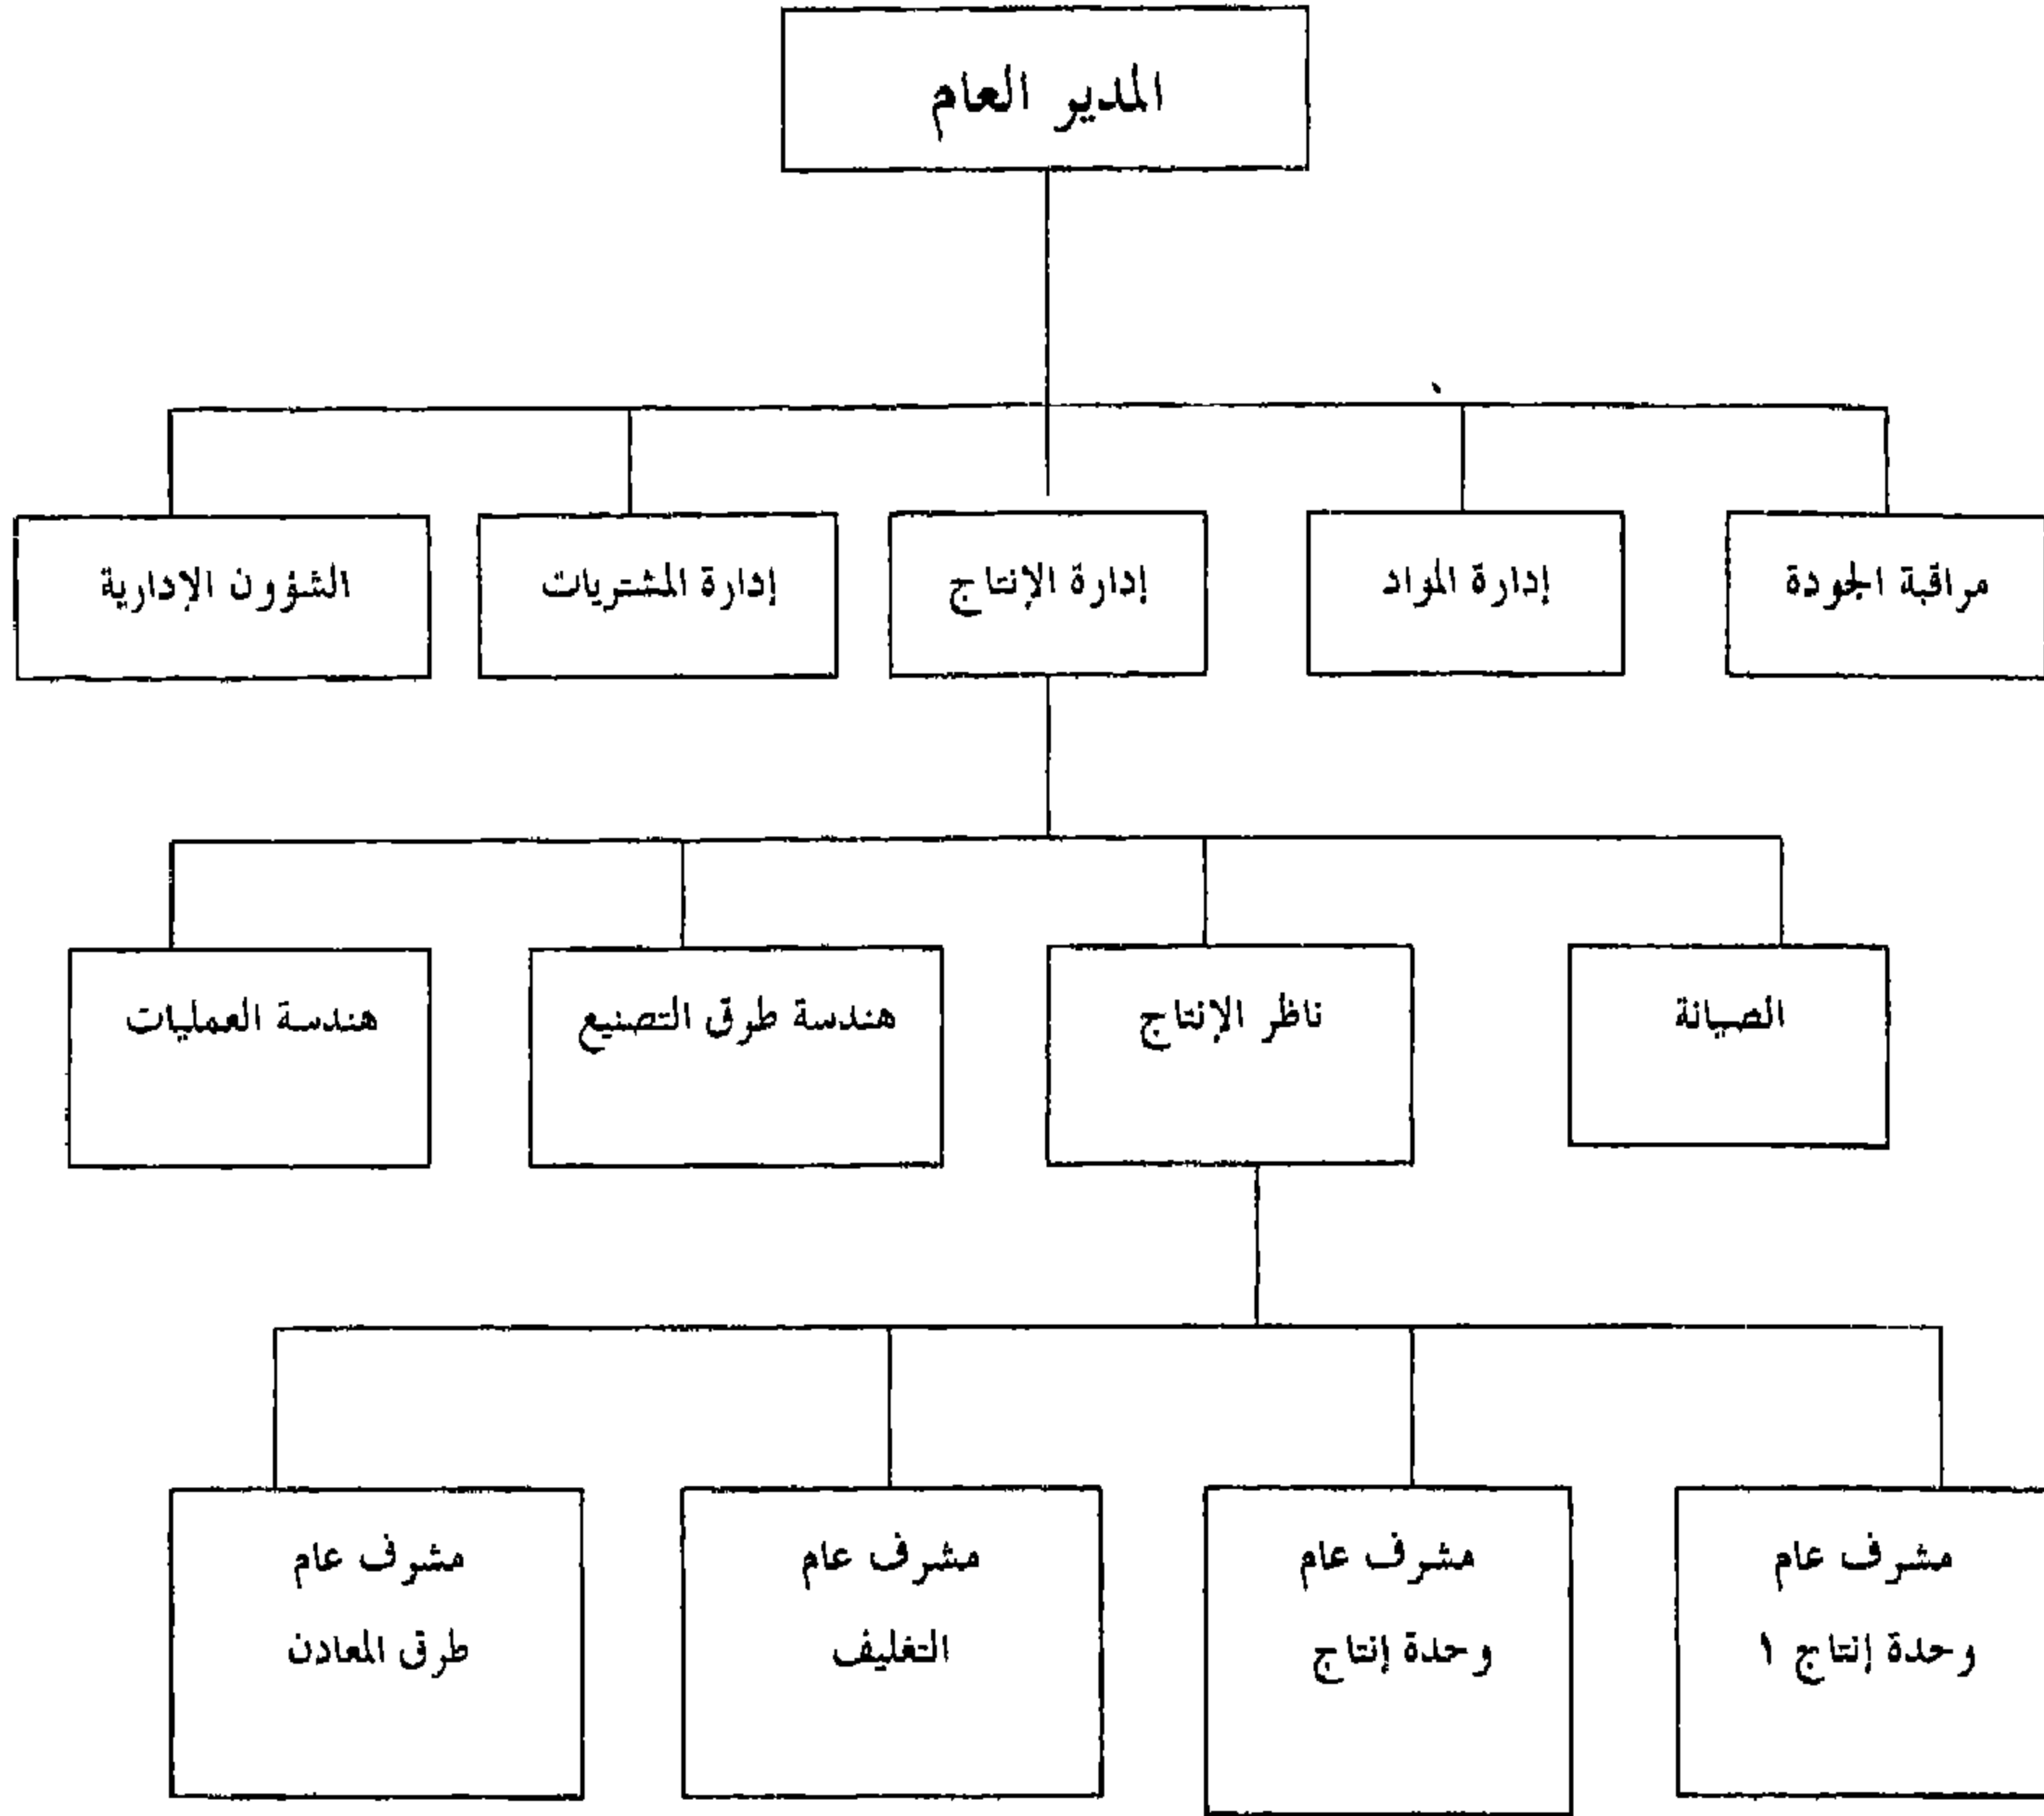 المدير العام
مراقبة الجودة
إدارة المواد
إدارة الإنتاج
إدارة المشتريات
الشؤون الإدارية
الصيانة
ناظر الإنتاج
هندسة طرق التصنيع
هندسة العمليات
مشرف عام
وحدة إنتاج ١
مشرف عام
وحدة إنتاج
مشرف عام
التغليف
مشرف عام
طرق المعادن